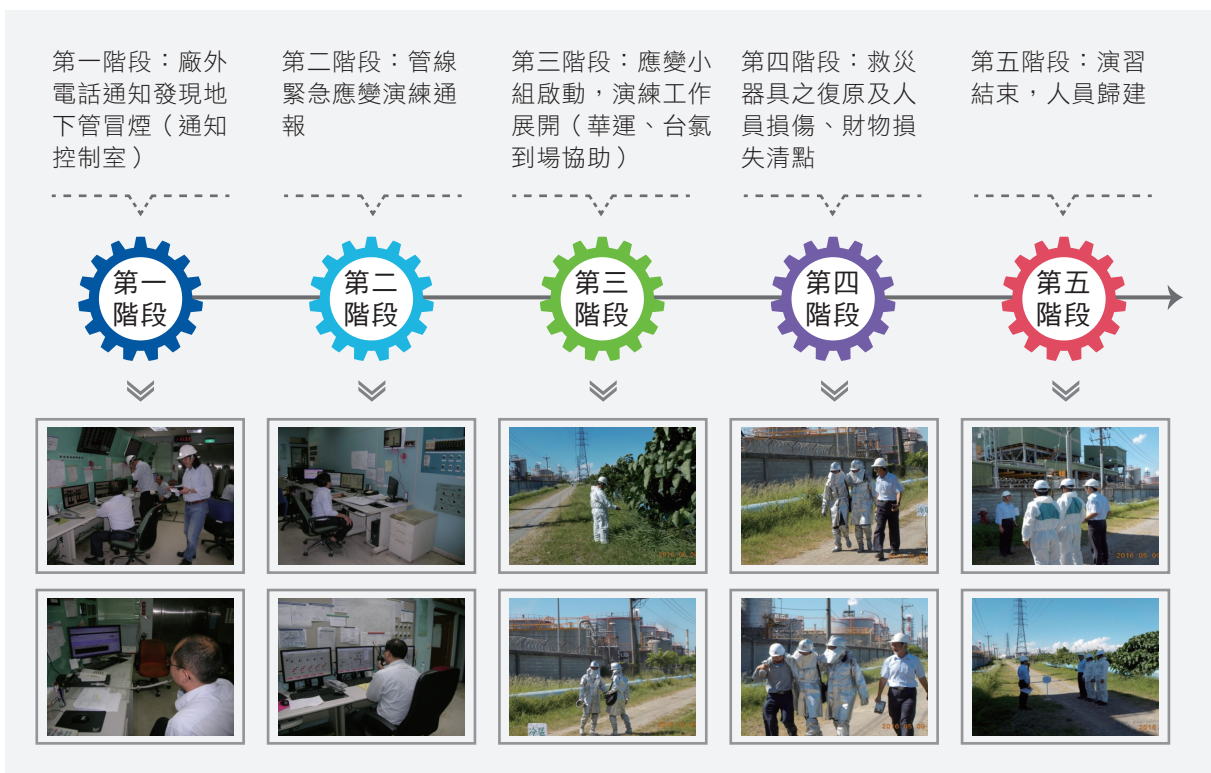 第一階段：廠外
電話通知發現地
下管冒煙（通知
控制室）
第二階段：管線
緊急應變演練通
報
第三階段：應變小
組啟動，演練工作
展開（華運、台氯
到場協助）
第四階段：救災
器具之復原及人
員損傷、財物損
失清點
第五階段：演習
結束，人員歸建
第一
階段
第二
階段
第三
階段
第四
階段
第五
階段
2016 05 09
2016